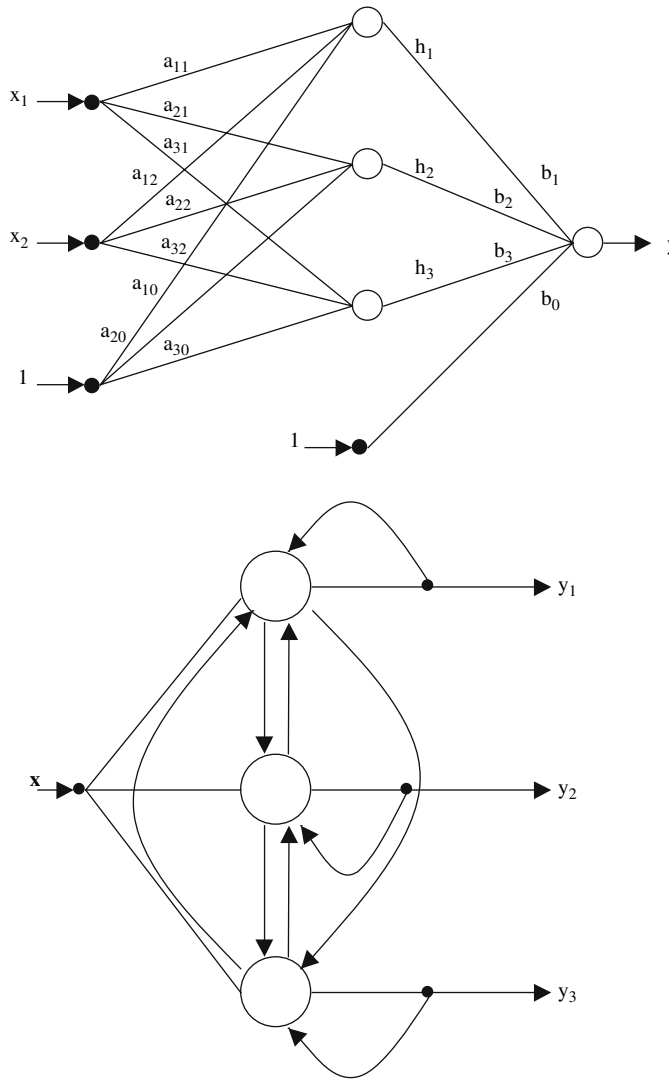 h₁
a₁₁
x₁
a₂₁
a₃₁
a₁₂
h₂
b₁
a₂₂
b₂
x₂
a₃₂
b₃
h₃
a₁₀
b₀
a₂₀
a₃₀
1
1
y₁
x
y₂
y₃